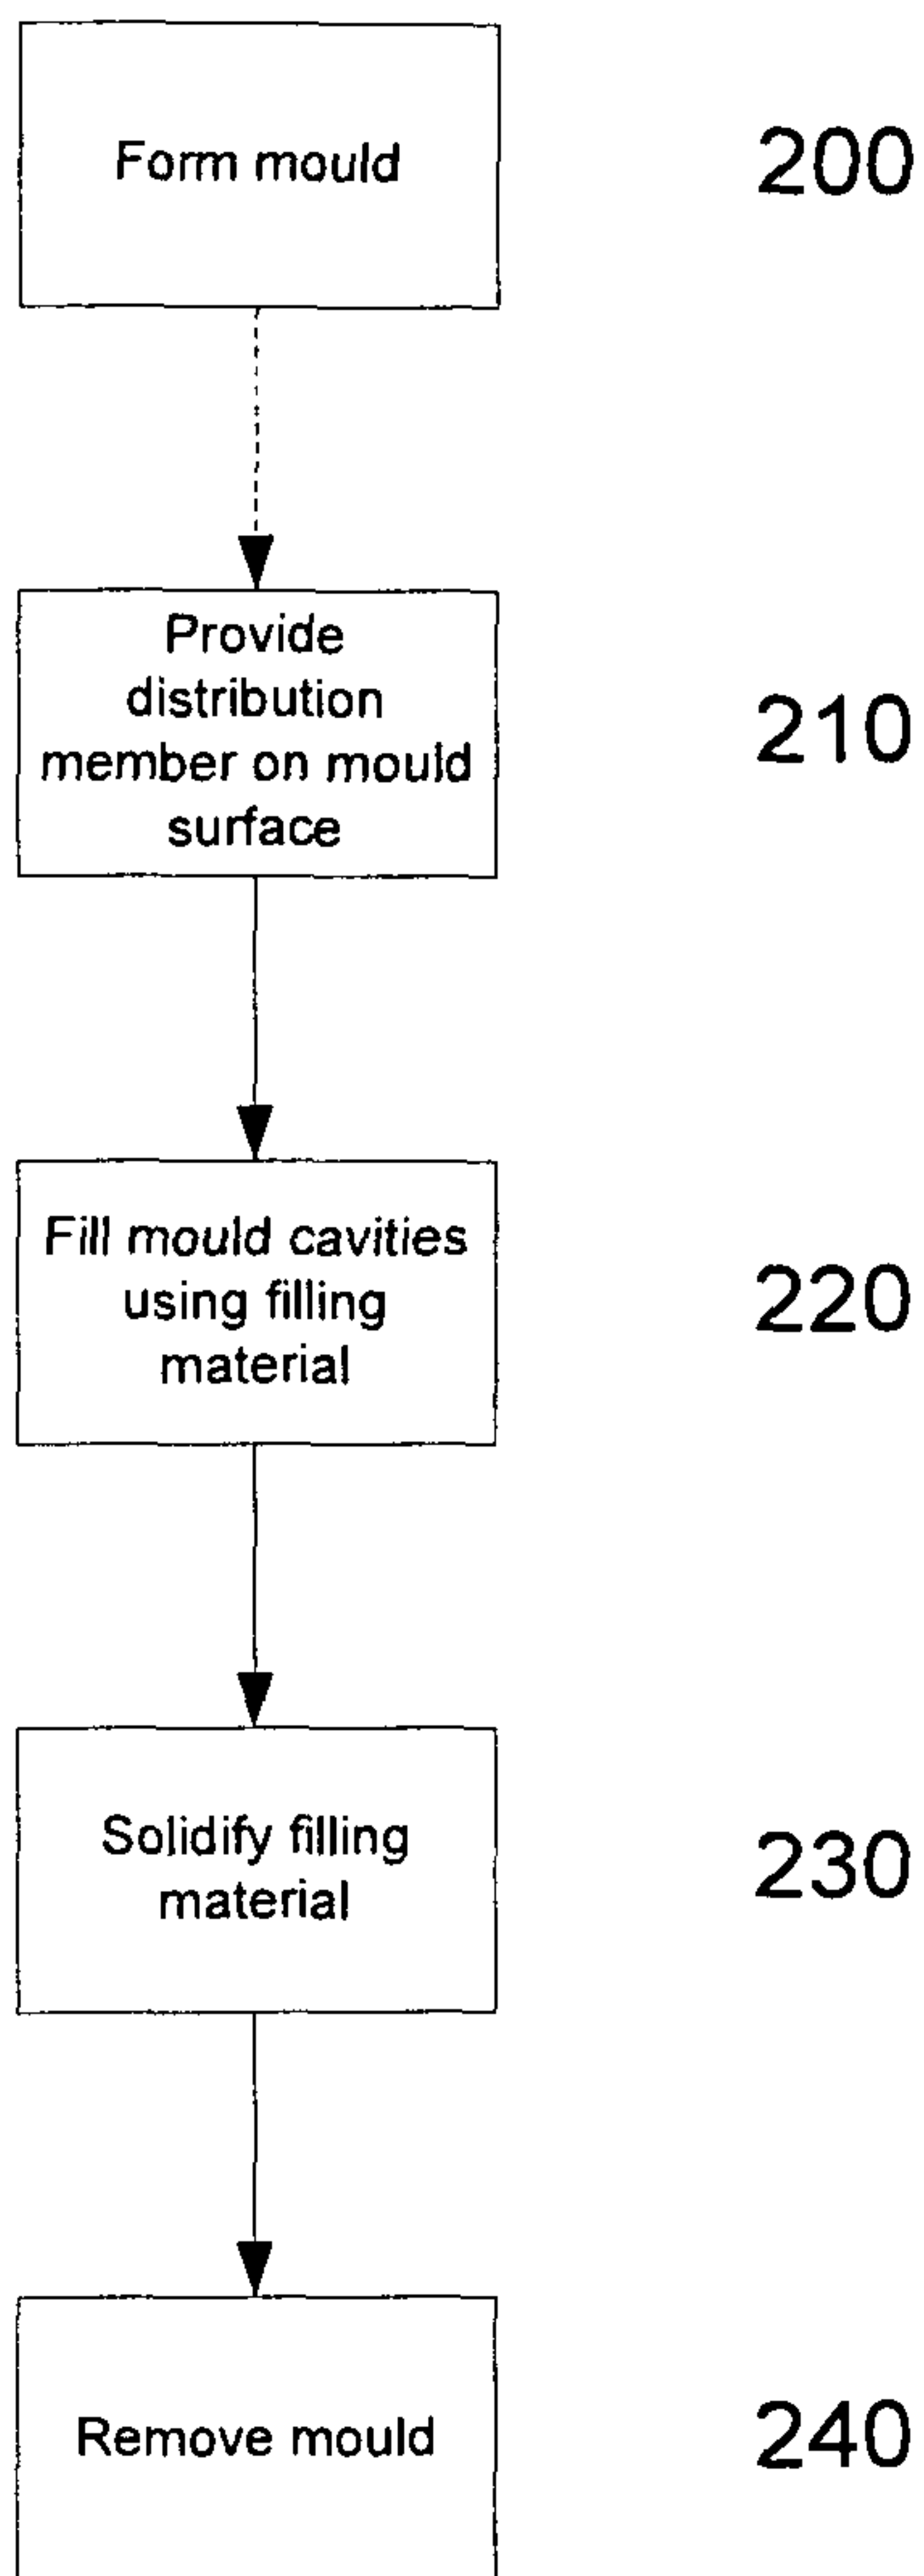 Form mould
200
Provide
distribution
member on mould
surface
210
Fill mould cavities
using filling
material
220
Solidify filling
material
230
Remove mould
240